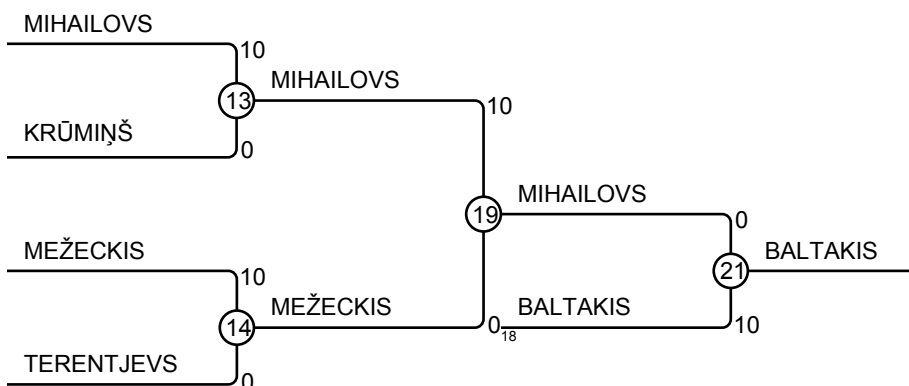 MIHAILOVS
10
13
MIHAILOVS
10
KRŪMIŅŠ
0
19
MIHAILOVS
0
MEŽECKIS
10
21
BALTAKIS
14
MEŽECKIS
0
18
BALTAKIS
10
TERENTJEVS
0